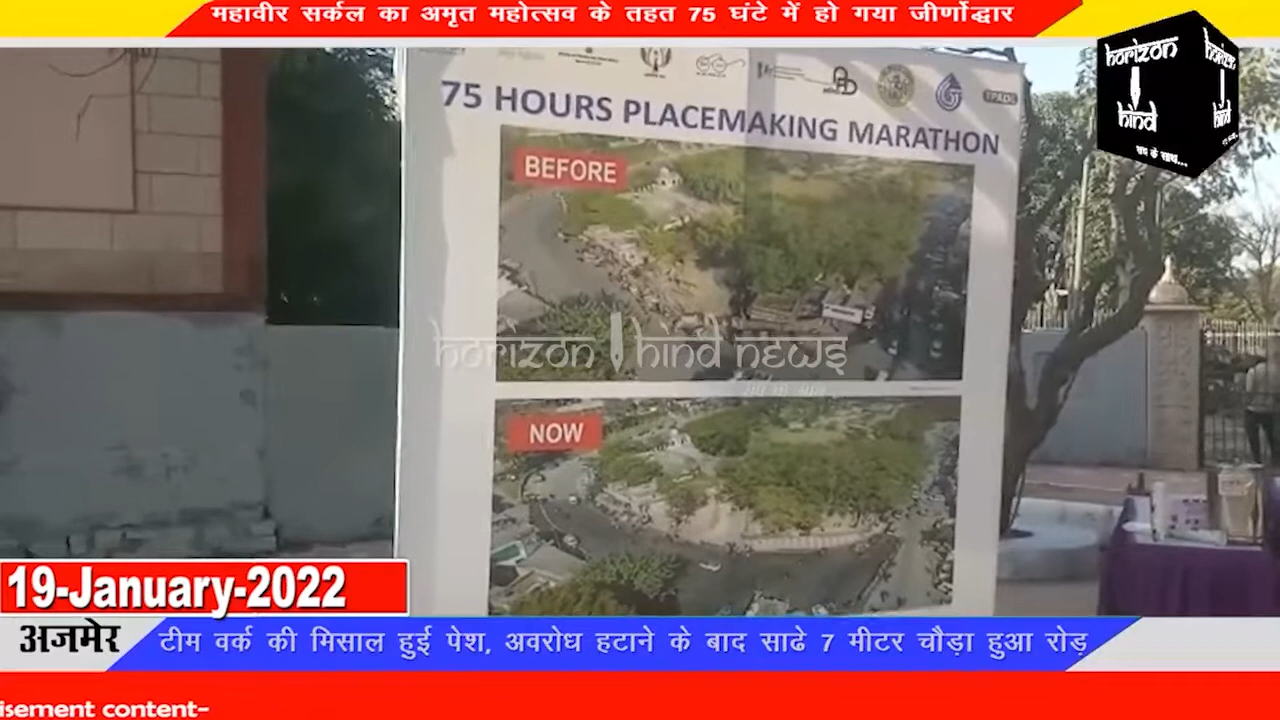 महावीर सर्कल का अमृत महोत्सव के तहत 75 घंटे में हो गया जीर्णोद्धार
horizon
hind
सच के साथ...
horizon
hind
75 HOURS PLACEMAKING MARATHON
BEFORE
horizon hind news
NOW
19-January-2022
अजमेर
टीम वर्क की मिसाल हुई पेश, अवरोध हटाने के बाद साढे 7 मीटर चौड़ा हुआ रोड़
isement content-